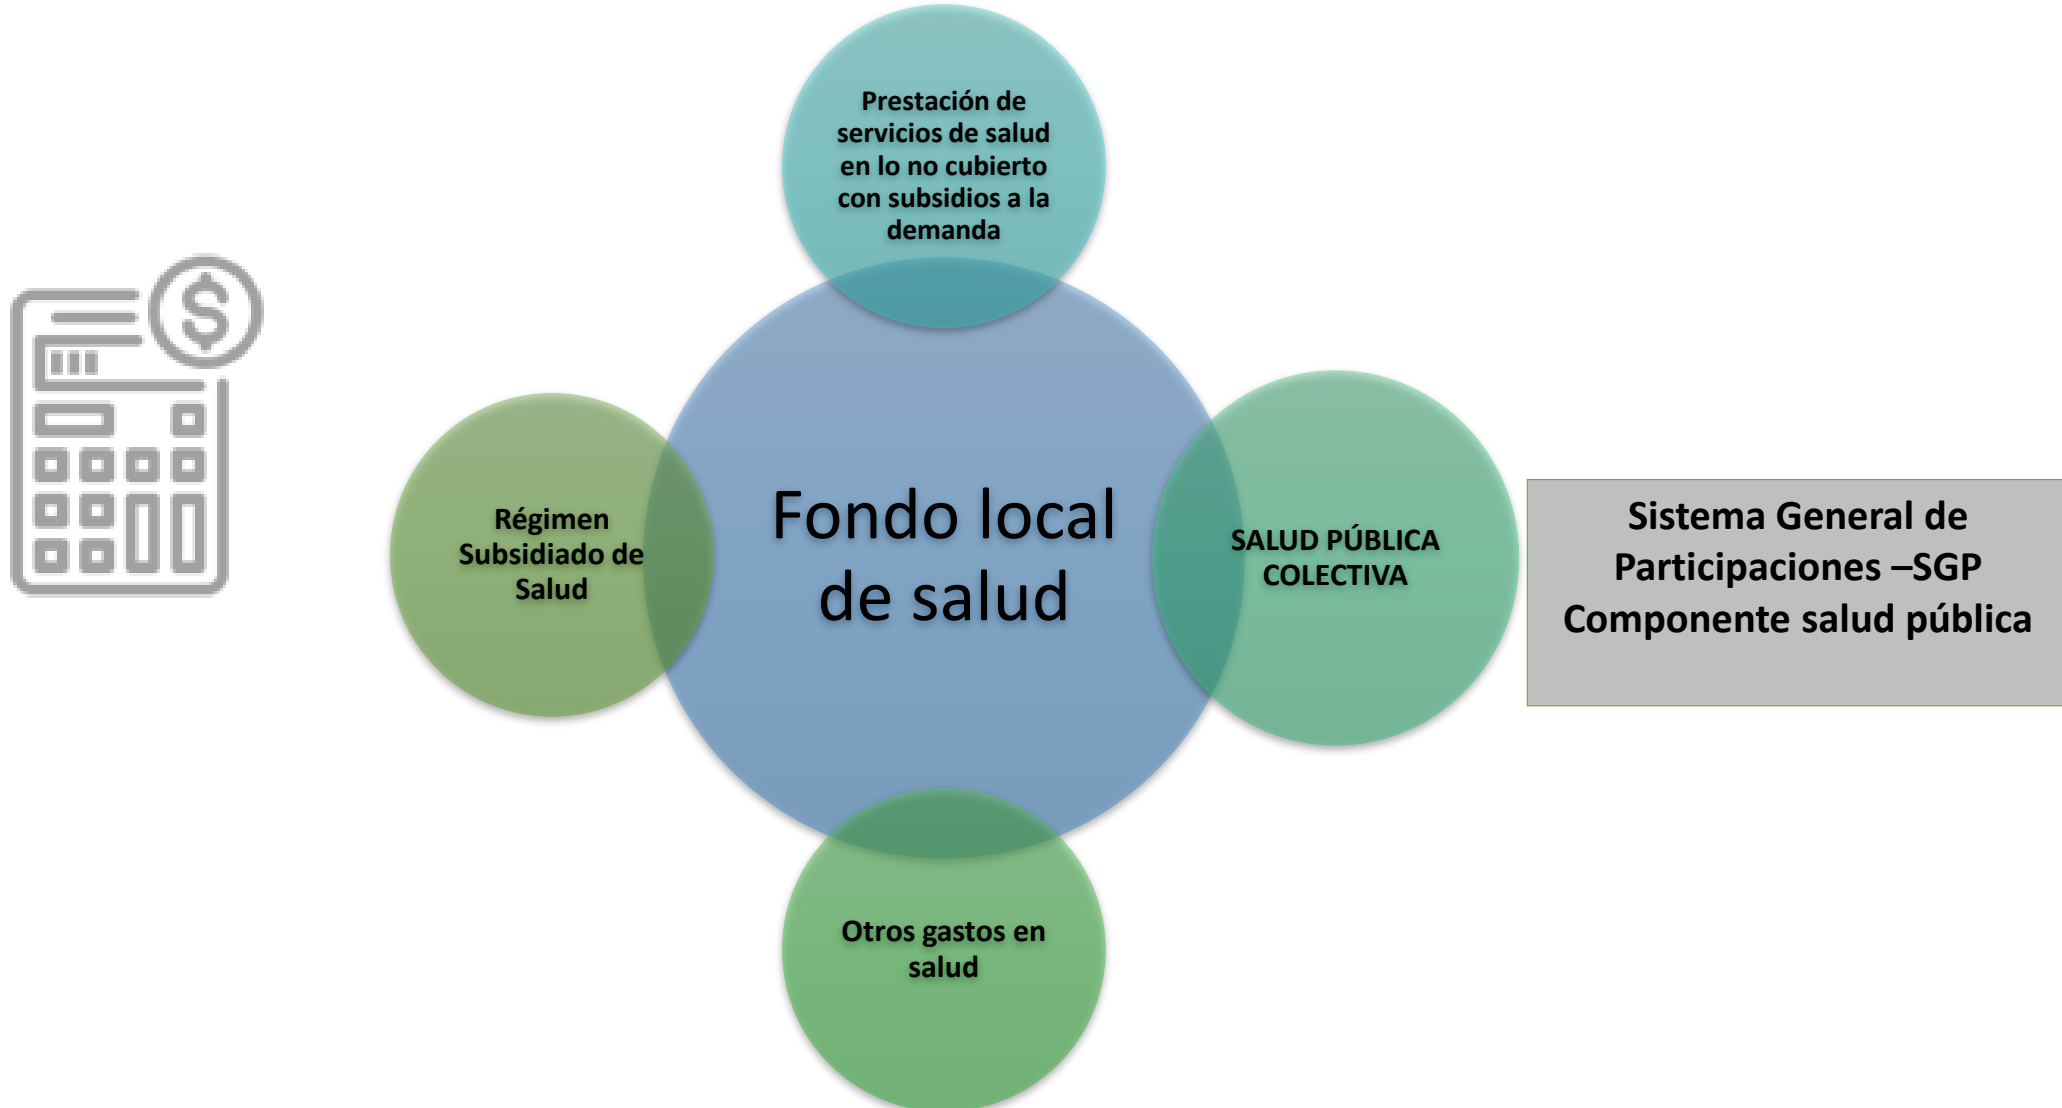 Prestación de
servicios de salud
en lo no cubierto
con subsidios a la
demanda
Régimen
Subsidiado de
Salud
Fondo local
de salud
SALUD PÚBLICA
COLECTIVA
Sistema General de
Participaciones –SGP
Componente salud pública
Otros gastos en
salud